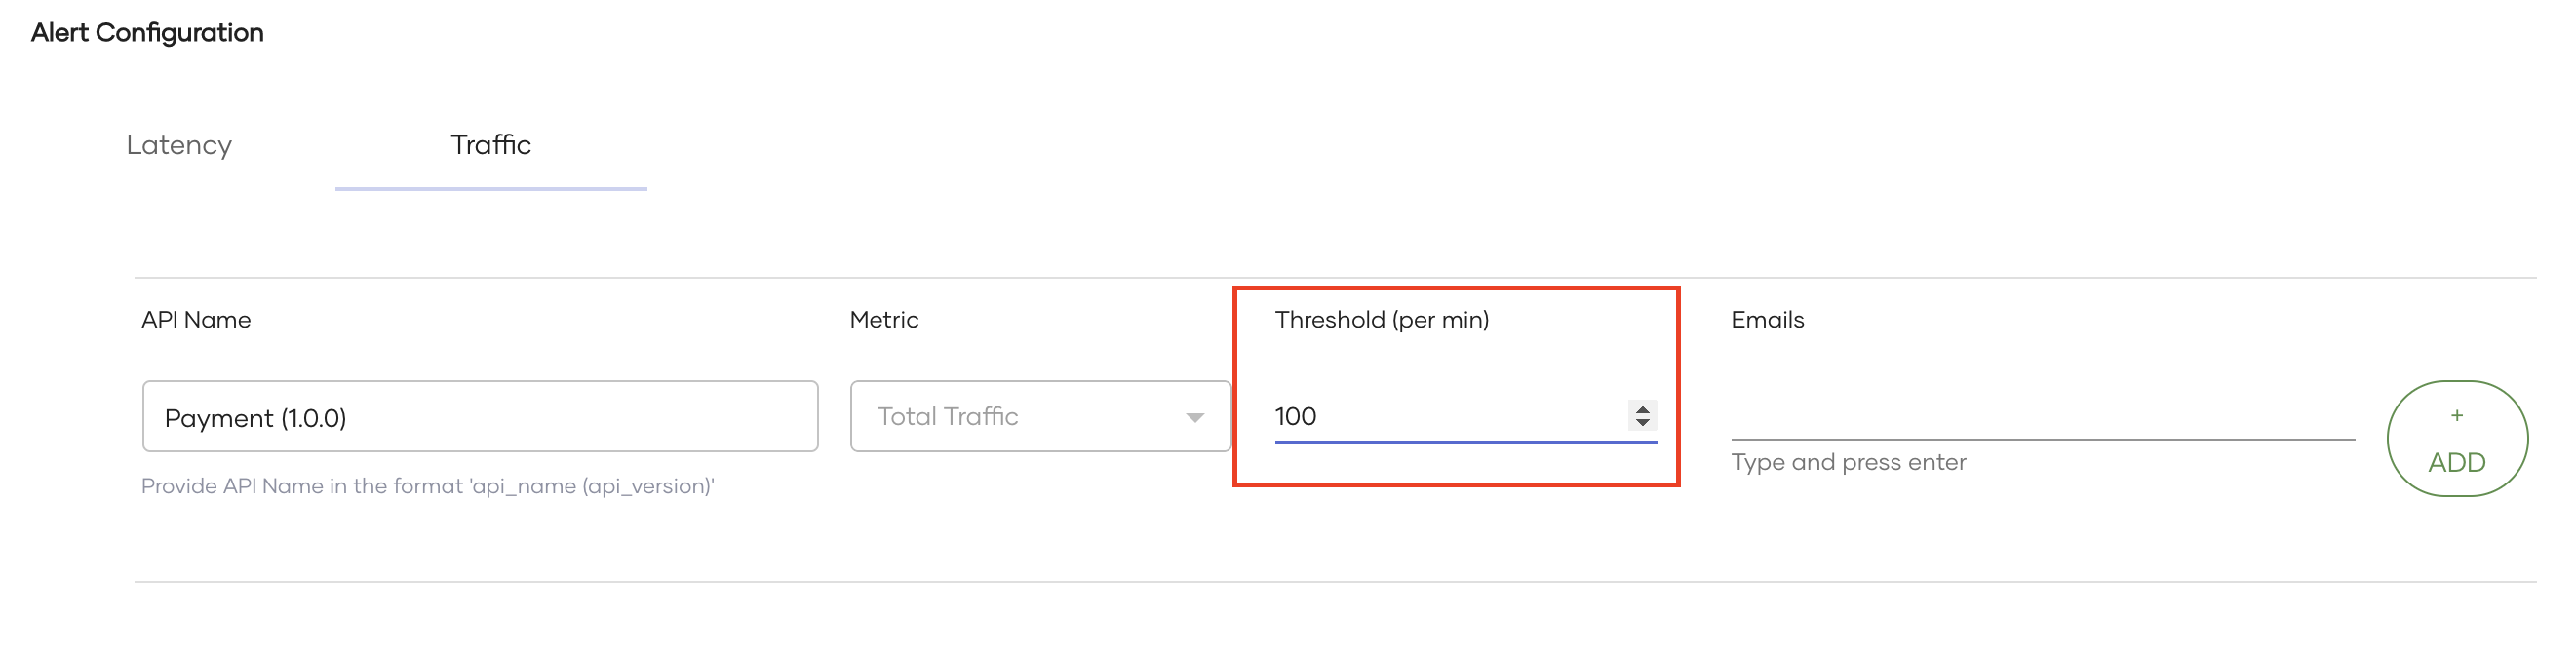 Alert Configuration
Latency
Traffic
API Name
Metric
Threshold (per min)
Emails
Payment (1.0.0)
Total Traffic
100
Type and press enter
+
ADD
Provide API Name in the format 'api_name (api_version)'